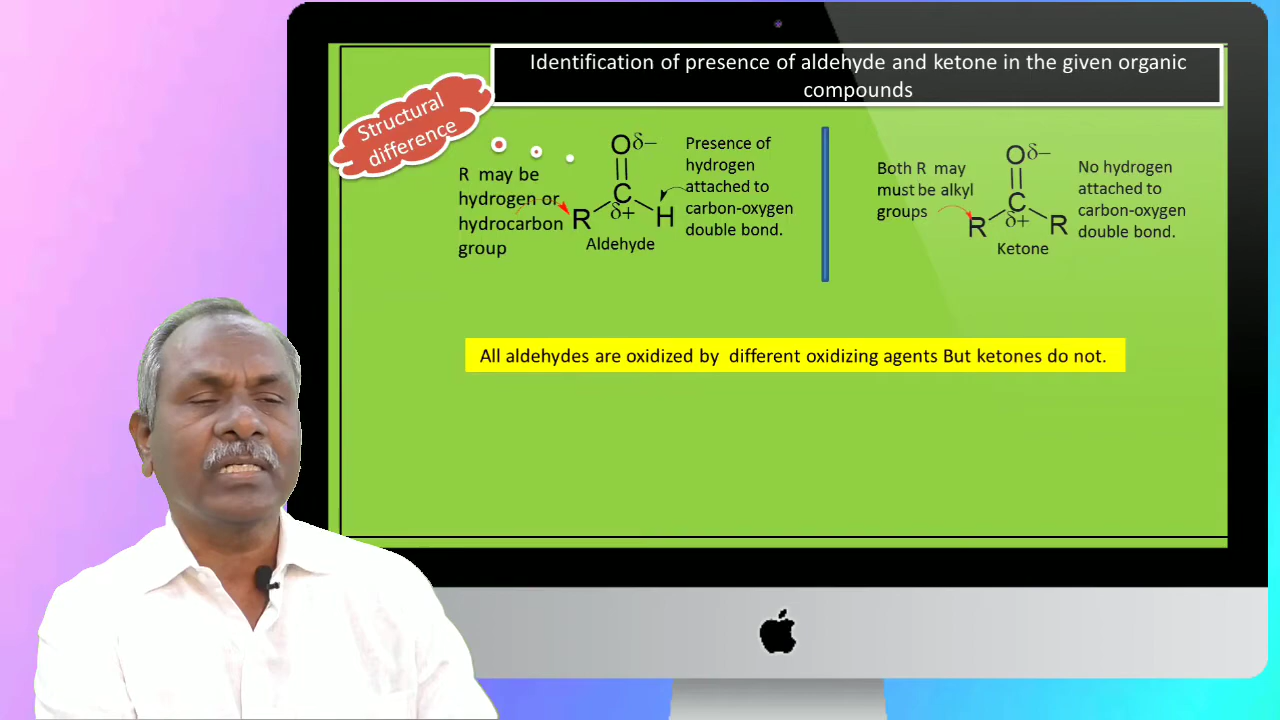 Identification of presence of aldehyde and ketone in the given organic
compounds
Structural
difference
R may be
hydrogen or
hydrocarbon
group
O δ–
C
δ+
R H
Aldehyde
Presence of
hydrogen
attached to
carbon-oxygen
double bond.
Both R may
must be alkyl
groups
O δ–
C
δ+
R R
Ketone
No hydrogen
attached to
carbon-oxygen
double bond.
All aldehydes are oxidized by different oxidizing agents But ketones do not.